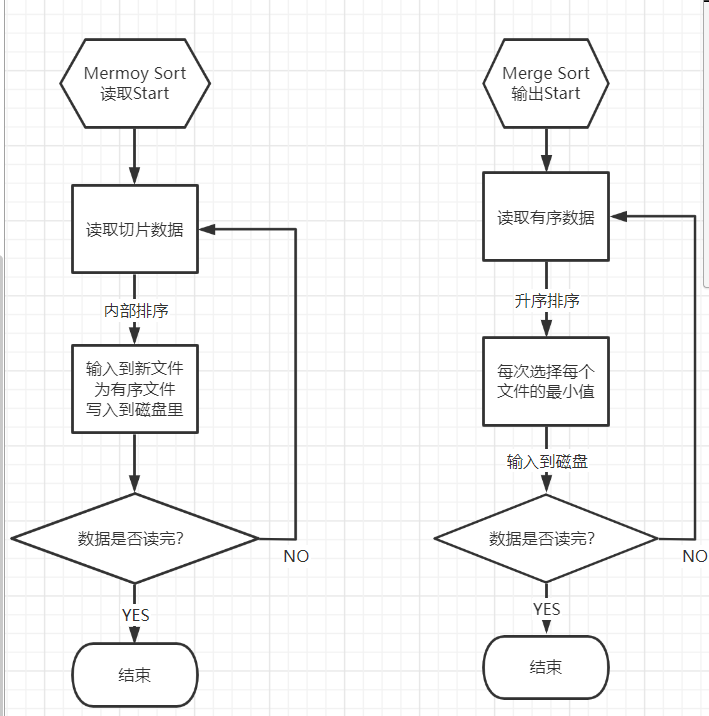 Mermoy Sort
读取Start
读取切片数据
内部排序
输入到新文件
为有序文件
写入到磁盘里
数据是否读完?
NO
YES
结束
Merge Sort
输出Start
读取有序数据
升序排序
每次选择每个
文件的最小值
输入到磁盘
数据是否读完?
NO
YES
结束